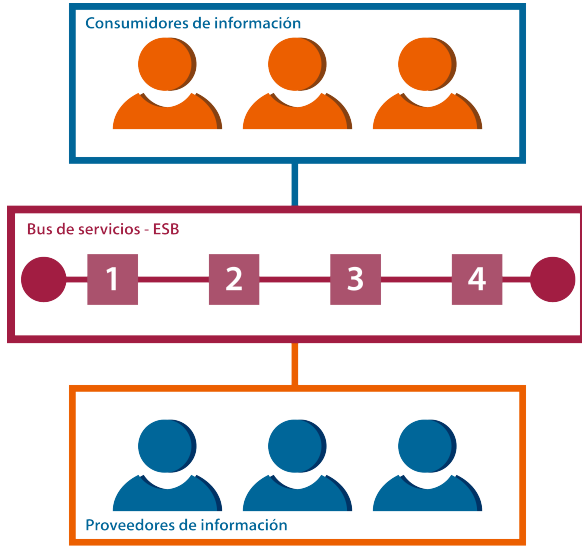 Consumidores de información
Bus de servicios - ESB
1 2 3 4
Proveedores de información